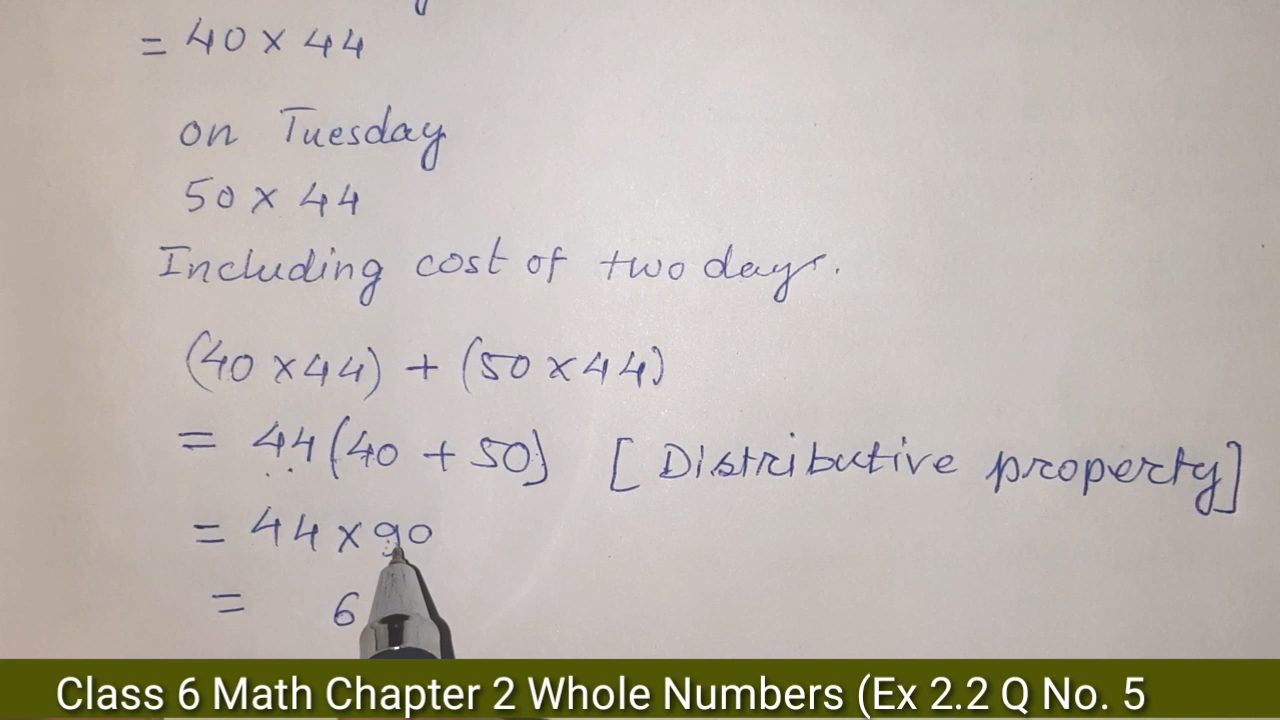 = 40 × 44
on Tuesday
50 × 44
Including cost of two days.
(40 × 44) + (50 × 44)
= 44(40 + 50) [Distributive property]
= 44 × 90
= 6
Class 6 Math Chapter 2 Whole Numbers (Ex 2.2 Q No. 5